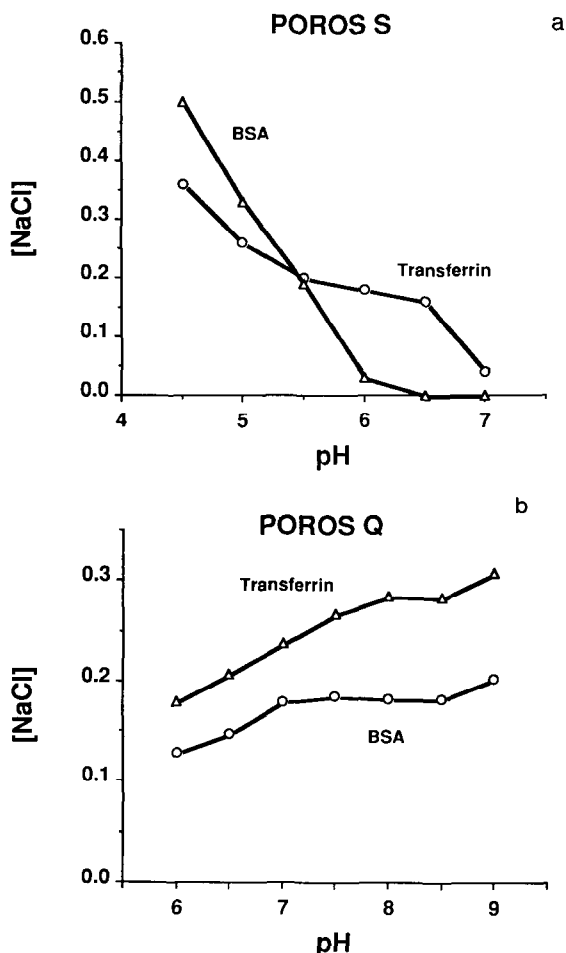 POROS S
a
0.6
0.5
BSA
0.4
[NaCl]
0.3
Transferrin
0.2
0.1
0.0
4 5 6 7
pH
b
POROS Q
0.3
Transferrin
[NaCl]
0.2
BSA
0.1
0.0
6 7 8 9
pH